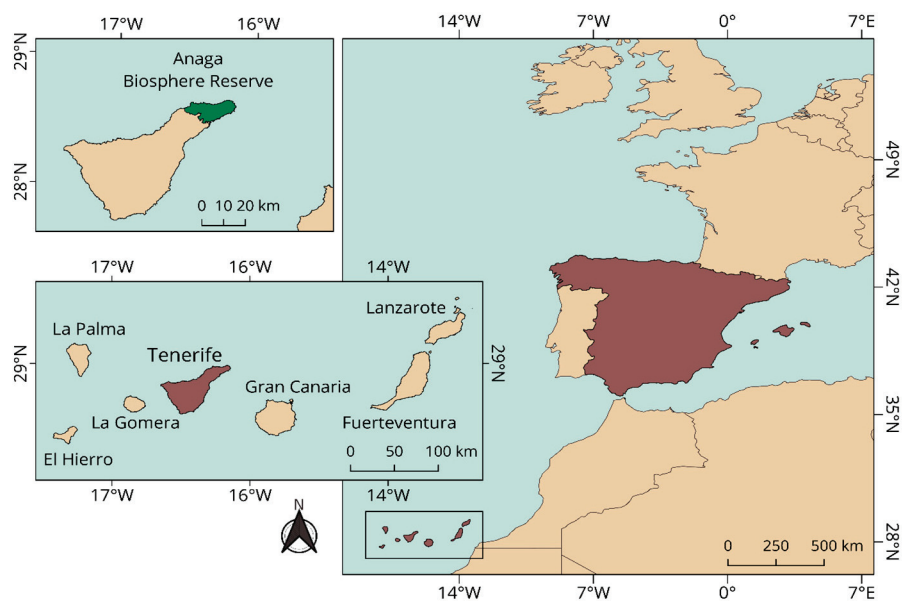 17°W
16°W
29°N
28°N
Anaga
Biosphere Reserve
0 10 20 km
14°W
7°W
0°
7°E
49°N
42°N
35°N
28°N
17°W
16°W
14°W
29°N
29°N
La Palma
Tenerife
Lanzarote
Gran Canaria
La Gomera
Fuerteventura
El Hierro
0 50 100 km
17°W
16°W
14°W
N
0 250 500 km
14°W
7°W
0°
7°E